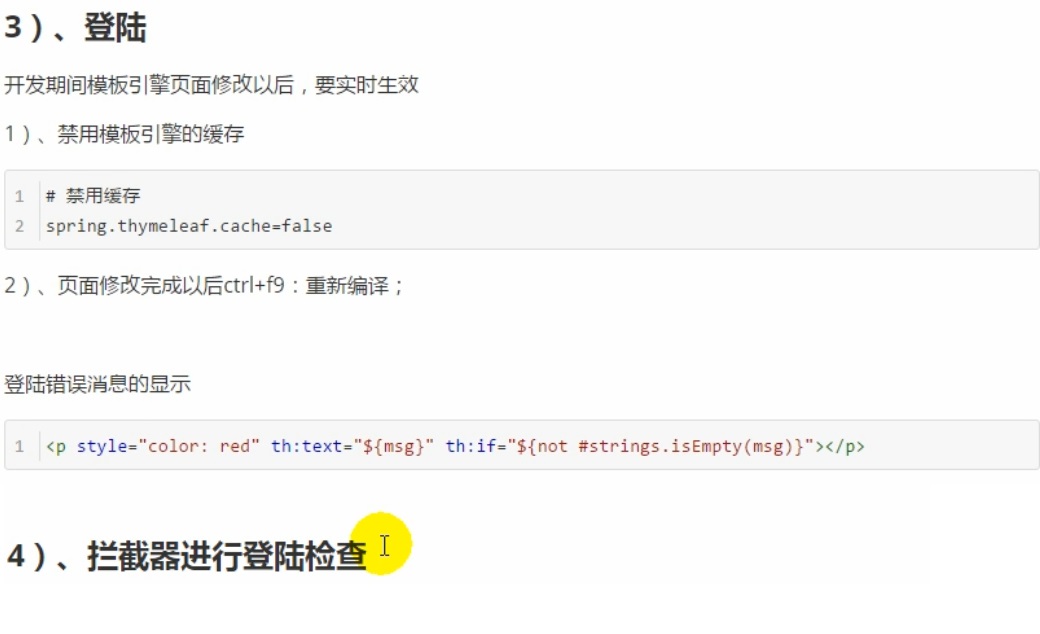 3）、登陆
开发期间模板引擎页面修改以后，要实时生效
1）、禁用模板引擎的缓存
1 # 禁用缓存
2 spring.thymeleaf.cache=false
2）、页面修改完成以后ctrl+f9：重新编译；
登陆错误消息的显示
1 <p style="color: red" th:text="${msg}" th:if="${not #strings.isEmpty(msg)}"></p>
4）、拦截器进行登陆检查